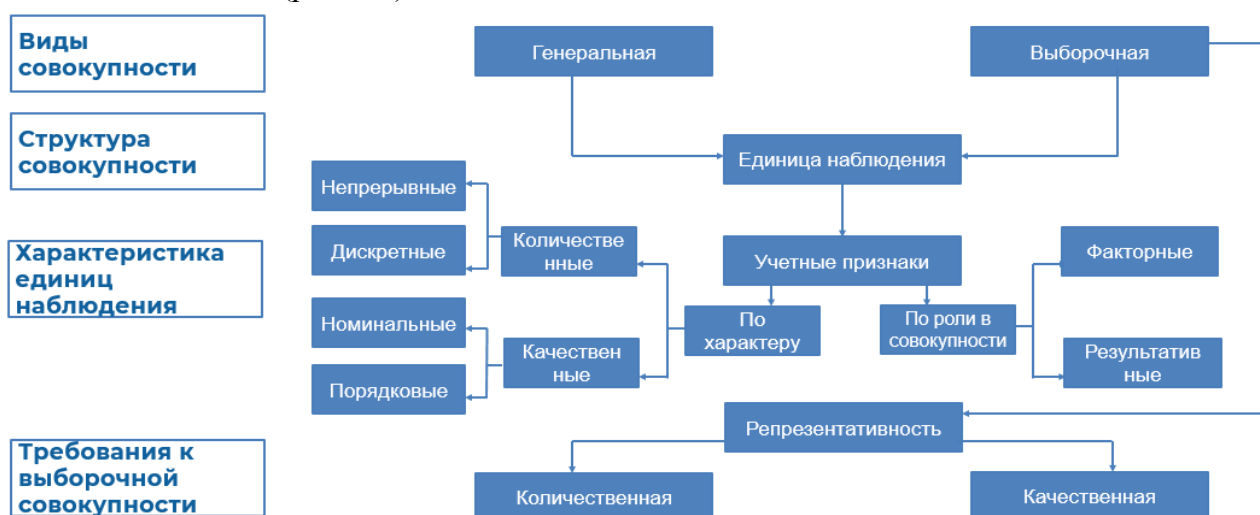 Виды
совокупности
Генеральная
Выборочная
Структура
совокупности
Единица наблюдения
Непрерывные
Дискретные
Количестве
нные
Учетные признаки
Факторные
Характеристика
единиц
наблюдения
Номинальные
Порядковые
Качествен
ные
По
характеру
По роли в
совокупности
Результатив
ные
Требования к
выборочной
совокупности
Репрезентативность
Количественная
Качественная